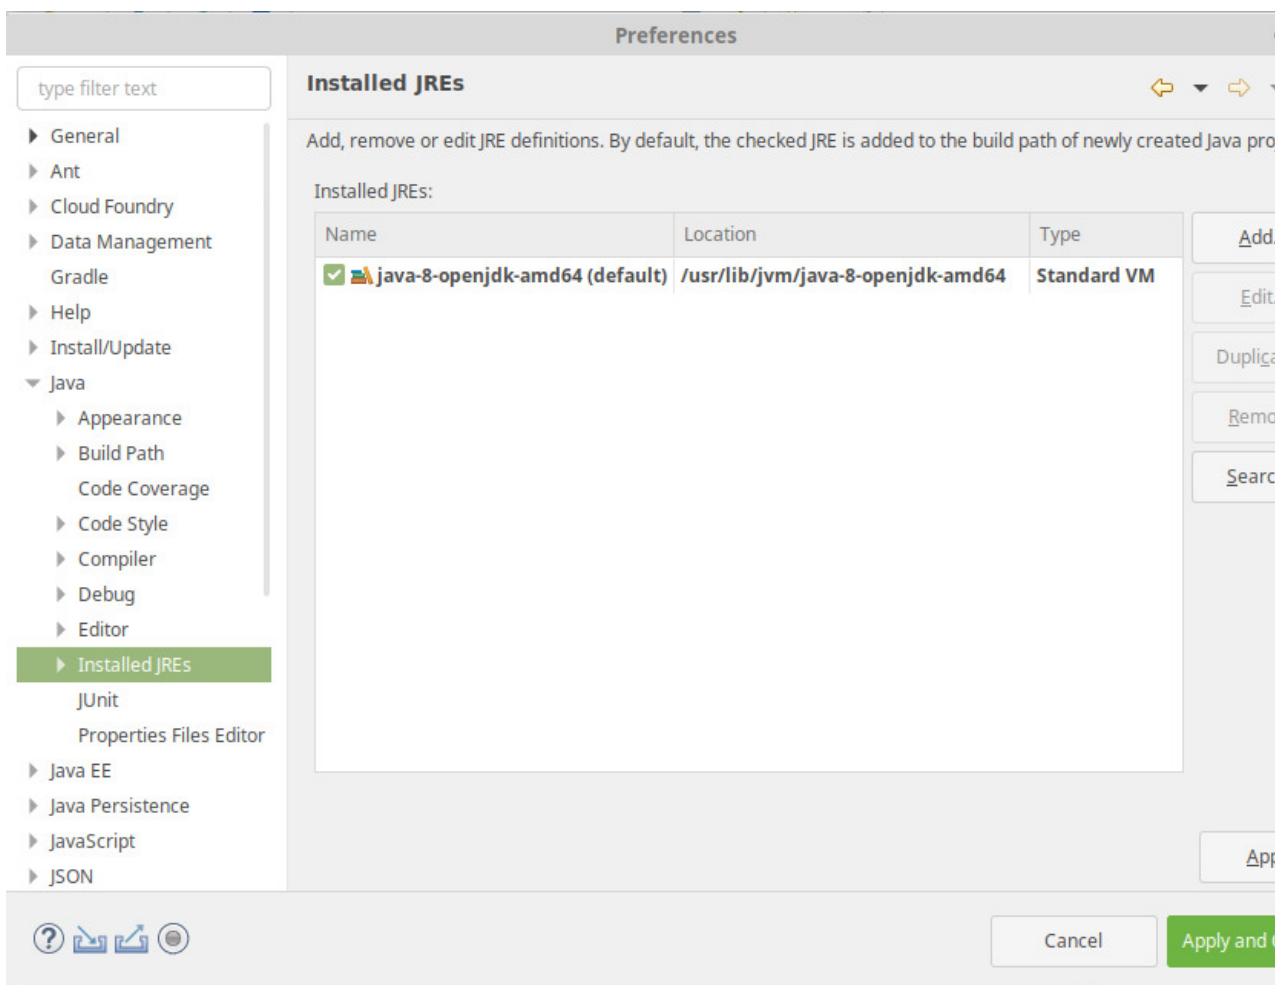 Preferences
type filter text
Installed JREs
General
Ant
Cloud Foundry
Data Management
Gradle
Help
Install/Update
Java
Appearance
Build Path
Code Coverage
Code Style
Compiler
Debug
Editor
Installed JREs
JUnit
Properties Files Editor
Java EE
Java Persistence
JavaScript
JSON
Add, remove or edit JRE definitions. By default, the checked JRE is added to the build path of newly created Java pro
Installed JREs:
Name Location Type
java-8-openjdk-amd64 (default) /usr/lib/jvm/java-8-openjdk-amd64 Standard VM
Add.
Edit.
Duplica
Remo
Searc
App
Cancel
Apply and